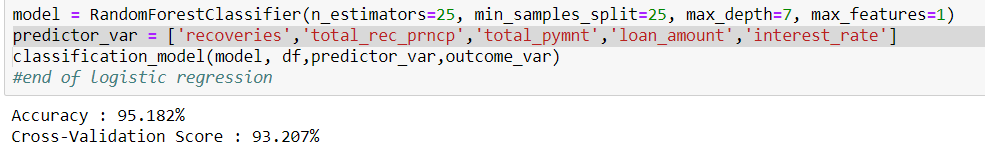 model = RandomForestClassifier(n_estimators=25, min_samples_split=25, max_depth=7, max_features=1)
predictor_var = ['recoveries','total_rec_prncp','total_pymnt','loan_amount','interest_rate']
classification_model(model, df,predictor_var,outcome_var)
#end of logistic regression
Accuracy : 95.182%
Cross-Validation Score : 93.207%